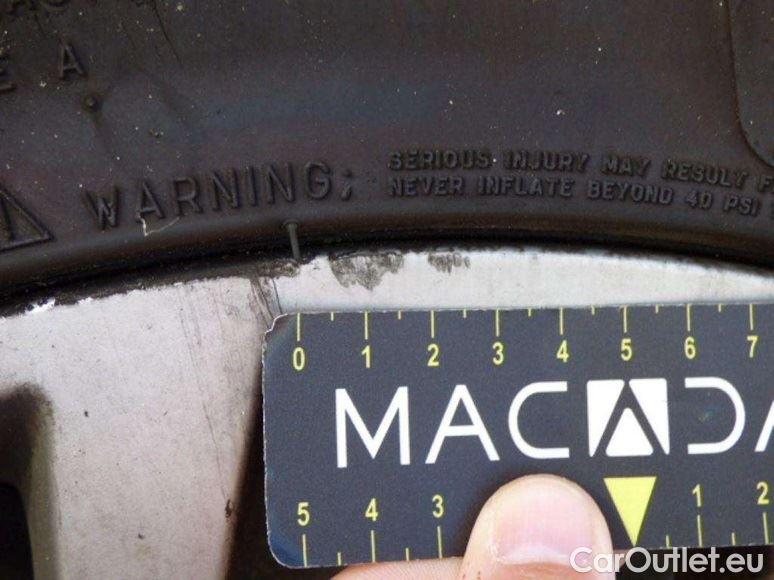 E A
WARNING;
SERIOUS INJURY MAY RESULT F
NEVER INFLATE BEYOND 40 PSI
0 1 2 3 4 5 6 7
MACADA
5 4 3 1 2
CarOutlet.eu